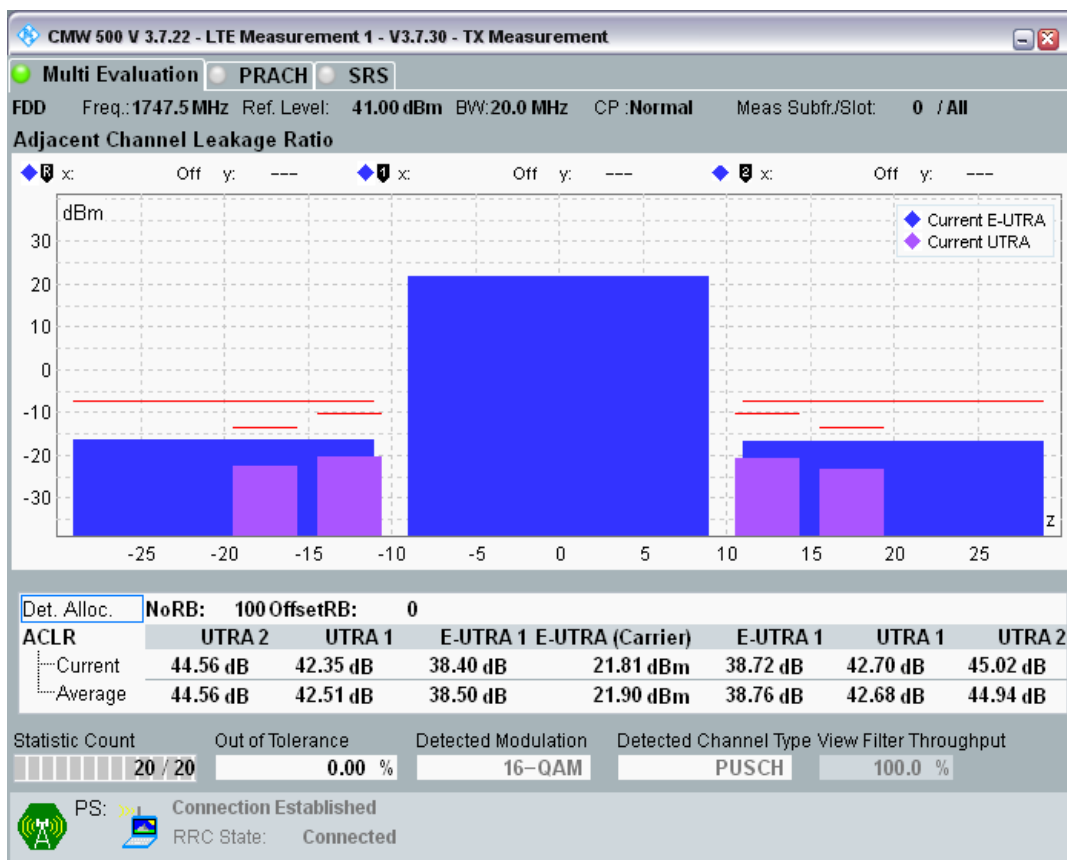 CMW 500 V 3.7.22 - LTE Measurement 1 - V3.7.30 - TX Measurement
Multi Evaluation PRACH SRS
FDD Freq.: 1747.5 MHz Ref. Level: 41.00 dBm BW: 20.0 MHz CP :Normal Meas Subfr./Slot: 0 / All
Adjacent Channel Leakage Ratio
R x: Off y: --- 1 x: Off y: --- 2 x: Off y: ---
dBm
Current E-UTRA
Current UTRA
30
20
10
0
-10
-20
-30
z
-25 -20 -15 -10 -5 0 5 10 15 20 25
Det. Alloc. NoRB: 100 OffsetRB: 0
ACLR UTRA 2 UTRA 1 E-UTRA 1 E-UTRA (Carrier) E-UTRA 1 UTRA 1 UTRA 2
Current 44.56 dB 42.35 dB 38.40 dB 21.81 dBm 38.72 dB 42.70 dB 45.02 dB
Average 44.56 dB 42.51 dB 38.50 dB 21.90 dBm 38.76 dB 42.68 dB 44.94 dB
Statistic Count Out of Tolerance Detected Modulation Detected Channel Type View Filter Throughput
20 / 20 0.00 % 16-QAM PUSCH 100.0 %
PS: Connection Established
RRC State: Connected